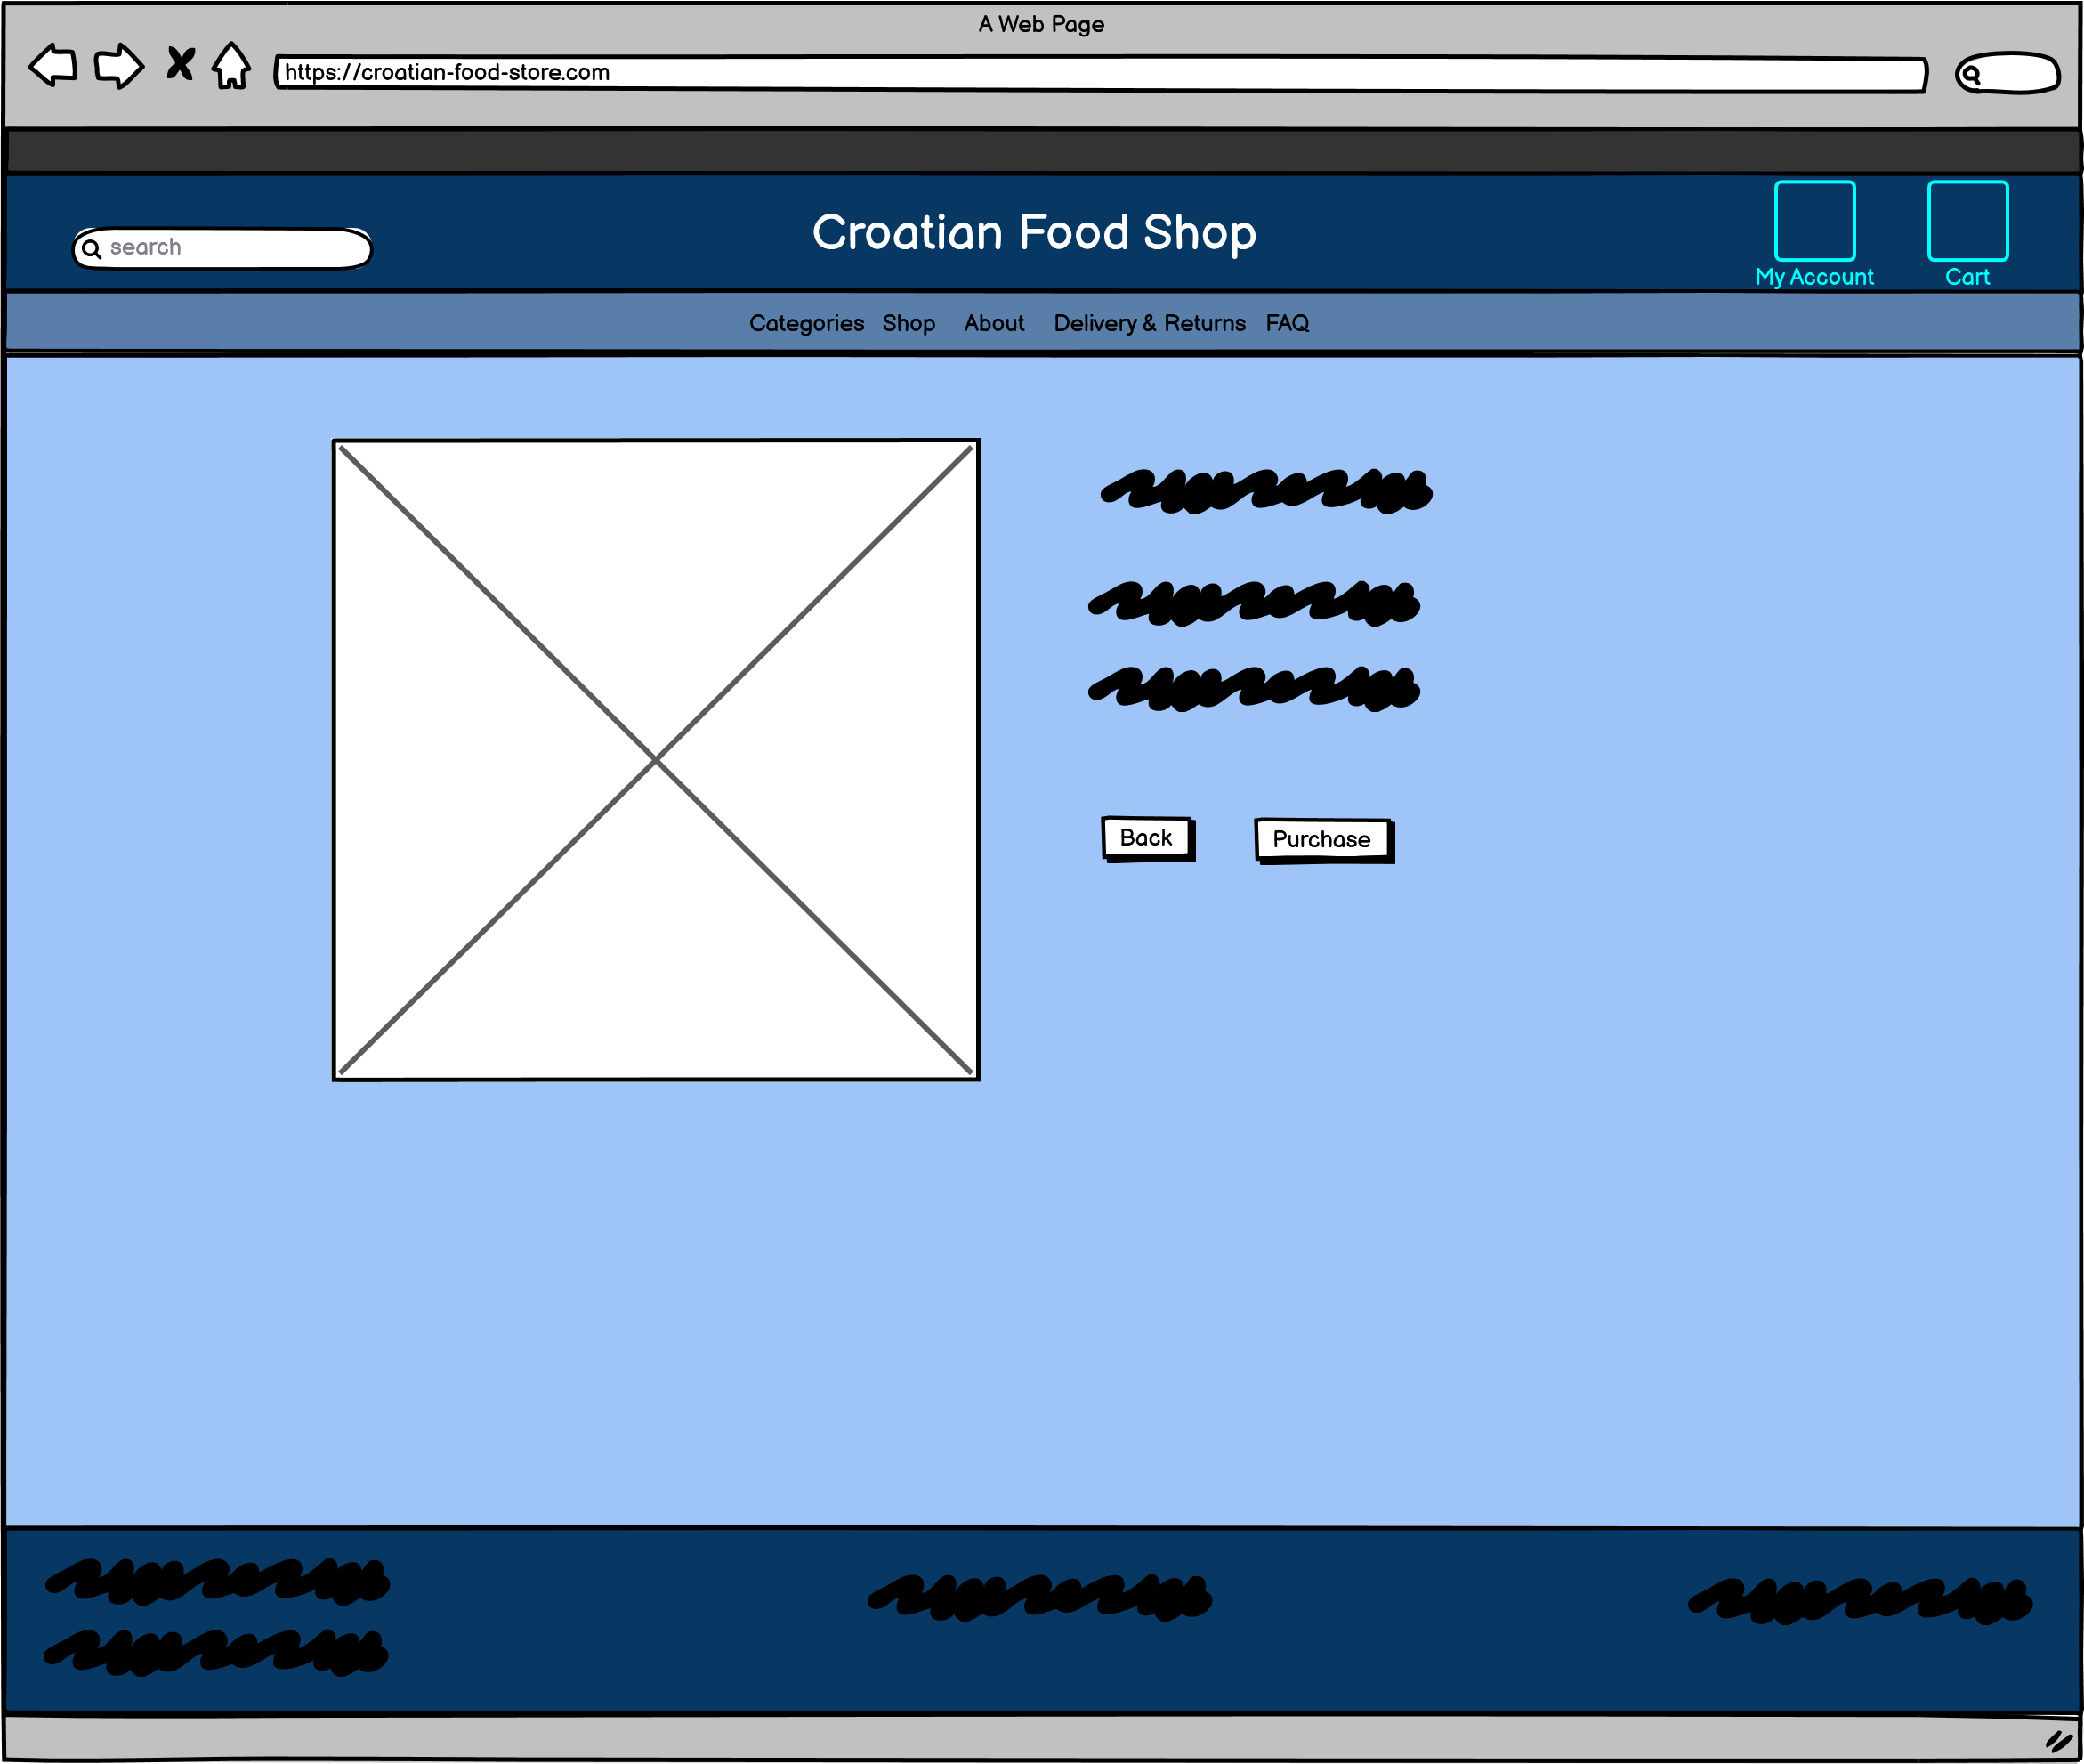 A Web Page
https://croatian-food-store.com
search
Croatian Food Shop
My Account
Cart
Categories Shop About Delivery & Returns FAQ
Back
Purchase